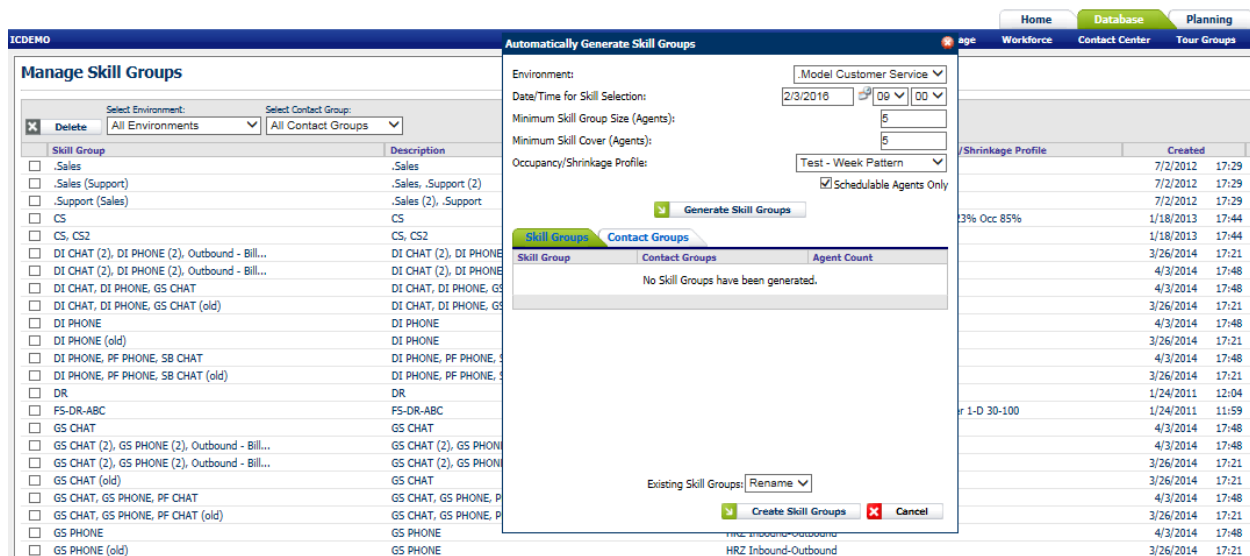 Home Database Planning
ICDEMO
Automatically Generate Skill Groups
age Workforce Contact Center Tour Groups
Manage Skill Groups
Environment: .Model Customer Service
Date/Time for Skill Selection: 2/3/2016 09 00
Minimum Skill Group Size (Agents): 5
Minimum Skill Cover (Agents): 5
Occupancy/Shrinkage Profile: Test - Week Pattern
Schedulable Agents Only
Generate Skill Groups
Skill Groups Contact Groups
Skill Group Contact Groups Agent Count
No Skill Groups have been generated.
Existing Skill Groups: Rename
Create Skill Groups Cancel
Select Environment: Select Contact Group:
Delete All Environments All Contact Groups
Skill Group Description /Shrinkage Profile Created
.Sales .Sales 7/2/2012 17:29
.Sales (Support) .Sales, .Support (2) 7/2/2012 17:29
.Support (Sales) .Sales (2), .Support 7/2/2012 17:29
CS CS 23% Occ 85% 1/18/2013 17:44
CS, CS2 CS, CS2 1/18/2013 17:44
DI CHAT (2), DI PHONE (2), Outbound - Bill... DI CHAT (2), DI PHONE 3/26/2014 17:21
DI CHAT (2), DI PHONE (2), Outbound - Bill... DI CHAT (2), DI PHONE 4/3/2014 17:48
DI CHAT, DI PHONE, GS CHAT DI CHAT, DI PHONE, GS 4/3/2014 17:48
DI CHAT, DI PHONE, GS CHAT (old) DI CHAT, DI PHONE, GS 3/26/2014 17:21
DI PHONE DI PHONE 4/3/2014 17:48
DI PHONE (old) DI PHONE 3/26/2014 17:21
DI PHONE, PF PHONE, SB CHAT DI PHONE, PF PHONE, 4/3/2014 17:48
DI PHONE, PF PHONE, SB CHAT (old) DI PHONE, PF PHONE, 3/26/2014 17:21
DR DR 1/24/2011 12:04
FS-DR-ABC FS-DR-ABC r 1-D 30-100 1/24/2011 11:59
GS CHAT GS CHAT 4/3/2014 17:48
GS CHAT (2), GS PHONE (2), Outbound - Bill... GS CHAT (2), GS PHON 4/3/2014 17:48
GS CHAT (2), GS PHONE (2), Outbound - Bill... GS CHAT (2), GS PHON 3/26/2014 17:21
GS CHAT (old) GS CHAT 3/26/2014 17:21
GS CHAT, GS PHONE, PF CHAT GS CHAT, GS PHONE, P 4/3/2014 17:48
GS CHAT, GS PHONE, PF CHAT (old) GS CHAT, GS PHONE, P 3/26/2014 17:21
GS PHONE GS PHONE HRZ Inbound-Outbound 4/3/2014 17:48
GS PHONE (old) GS PHONE HRZ Inbound-Outbound 3/26/2014 17:21